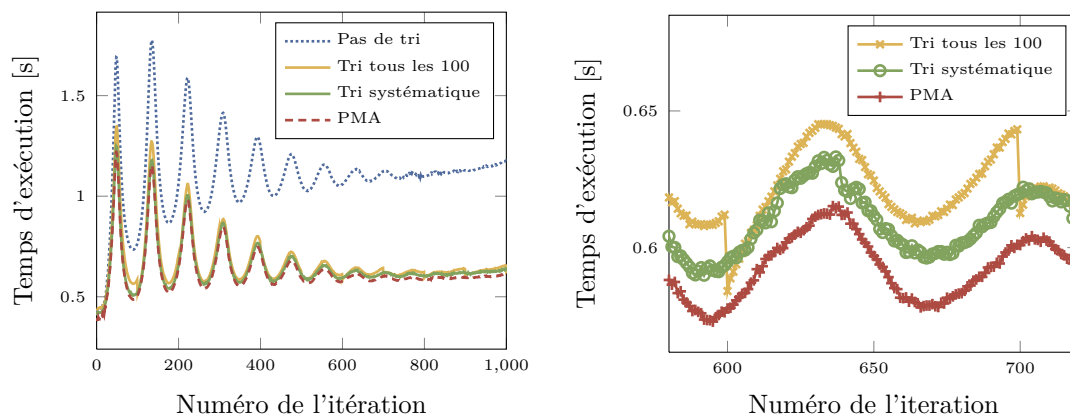 Temps d'exécution [s]
1.5
1
0.5
0
200
400
600
800
1,000
Numéro de l'itération
Pas de tri
Tri tous les 100
Tri systématique
PMA
Temps d'exécution [s]
0.65
0.6
600
650
700
Numéro de l'iteration
Tri tous les 100
Tri systématique
PMA